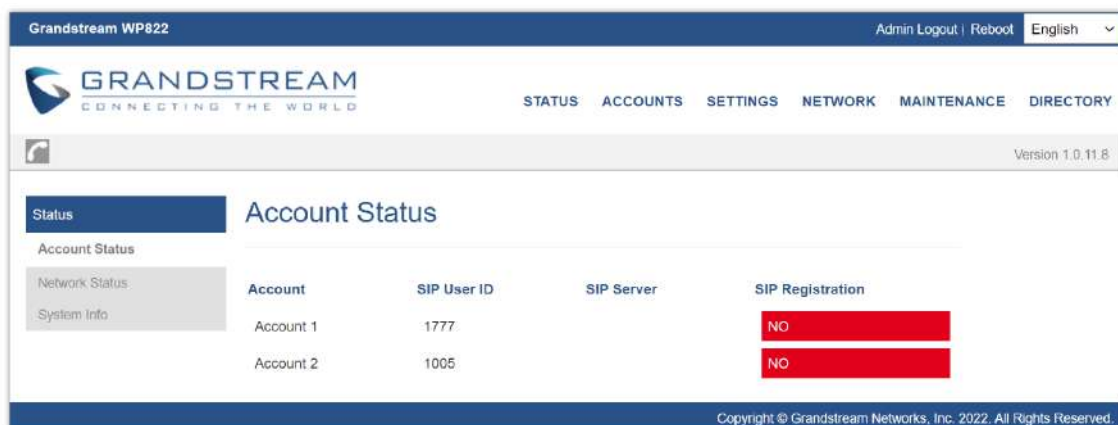 Grandstream WP822
Admin Logout | Reboot English
GRANDSTREAM
CONNECTING THE WORLD
STATUS ACCOUNTS SETTINGS NETWORK MAINTENANCE DIRECTORY
Version 1.0.11.8
Status
Account Status
Network Status
System Info
Account Status
Account SIP User ID SIP Server SIP Registration
Account 1 1777 NO
Account 2 1005 NO
Copyright © Grandstream Networks, Inc. 2022. All Rights Reserved.